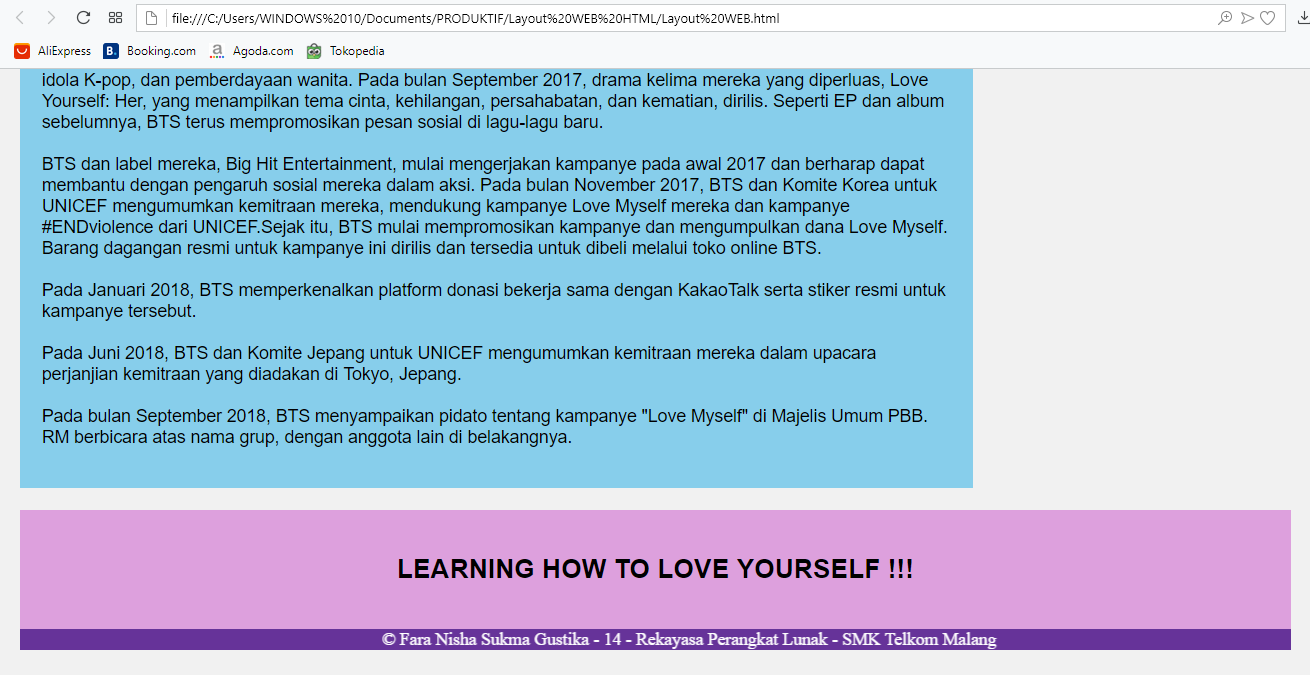 file:///C:/Users/WINDOWS%2010/Documents/PRODUKTIF/Layout%20WEB%20HTML/Layout%20WEB.html
AliExpress B. Booking.com a Agoda.com Tokopedia
idola K-pop, dan pemberdayaan wanita. Pada bulan September 2017, drama kelima mereka yang diperluas, Love
Yourself: Her, yang menampilkan tema cinta, kehilangan, persahabatan, dan kematian, dirilis. Seperti EP dan album
sebelumnya, BTS terus mempromosikan pesan sosial di lagu-lagu baru.
BTS dan label mereka, Big Hit Entertainment, mulai mengerjakan kampanye pada awal 2017 dan berharap dapat
membantu dengan pengaruh sosial mereka dalam aksi. Pada bulan November 2017, BTS dan Komite Korea untuk
UNICEF mengumumkan kemitraan mereka, mendukung kampanye Love Myself mereka dan kampanye
#ENDviolence dari UNICEF.Sejak itu, BTS mulai mempromosikan kampanye dan mengumpulkan dana Love Myself.
Barang dagangan resmi untuk kampanye ini dirilis dan tersedia untuk dibeli melalui toko online BTS.
Pada Januari 2018, BTS memperkenalkan platform donasi bekerja sama dengan KakaoTalk serta stiker resmi untuk
kampanye tersebut.
Pada Juni 2018, BTS dan Komite Jepang untuk UNICEF mengumumkan kemitraan mereka dalam upacara
perjanjian kemitraan yang diadakan di Tokyo, Jepang.
Pada bulan September 2018, BTS menyampaikan pidato tentang kampanye "Love Myself" di Majelis Umum PBB.
RM berbicara atas nama grup, dengan anggota lain di belakangnya.
LEARNING HOW TO LOVE YOURSELF !!!
© Fara Nisha Sukma Gustika - 14 - Rekayasa Perangkat Lunak - SMK Telkom Malang